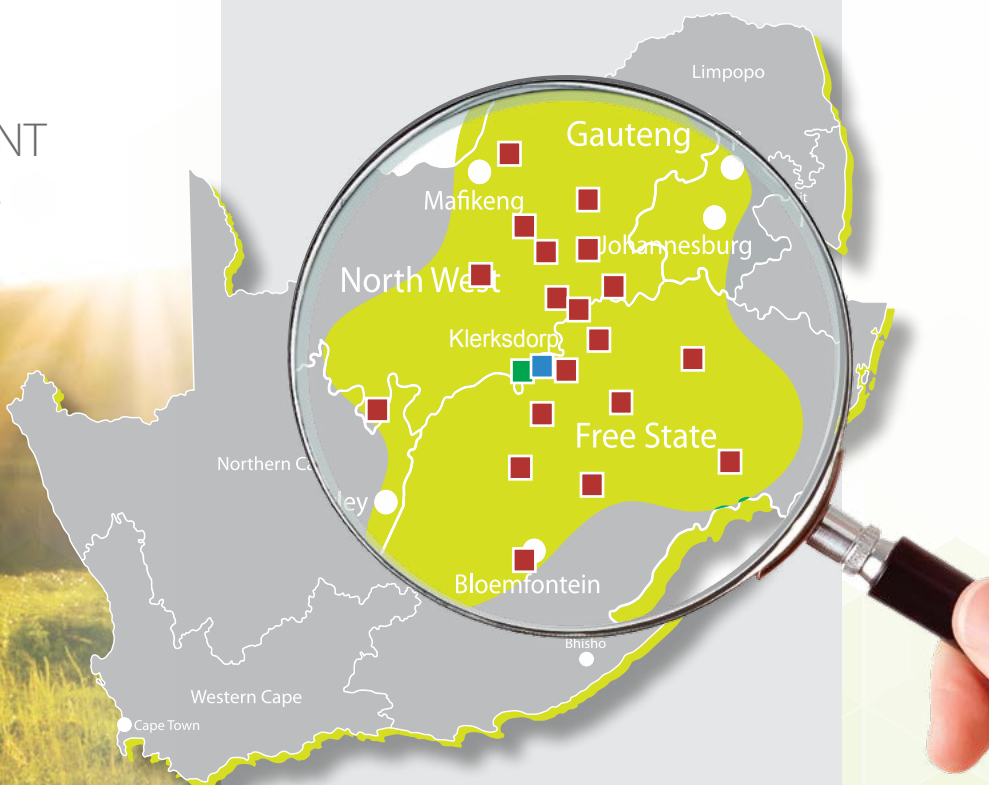 NT
Limpopo
Gauteng
Mafikeng
Johannesburg
North West
Klerksdorp
Free State
Northern Ca
ley
Bloemfontein
Bhisho
Western Cape
Cape Town